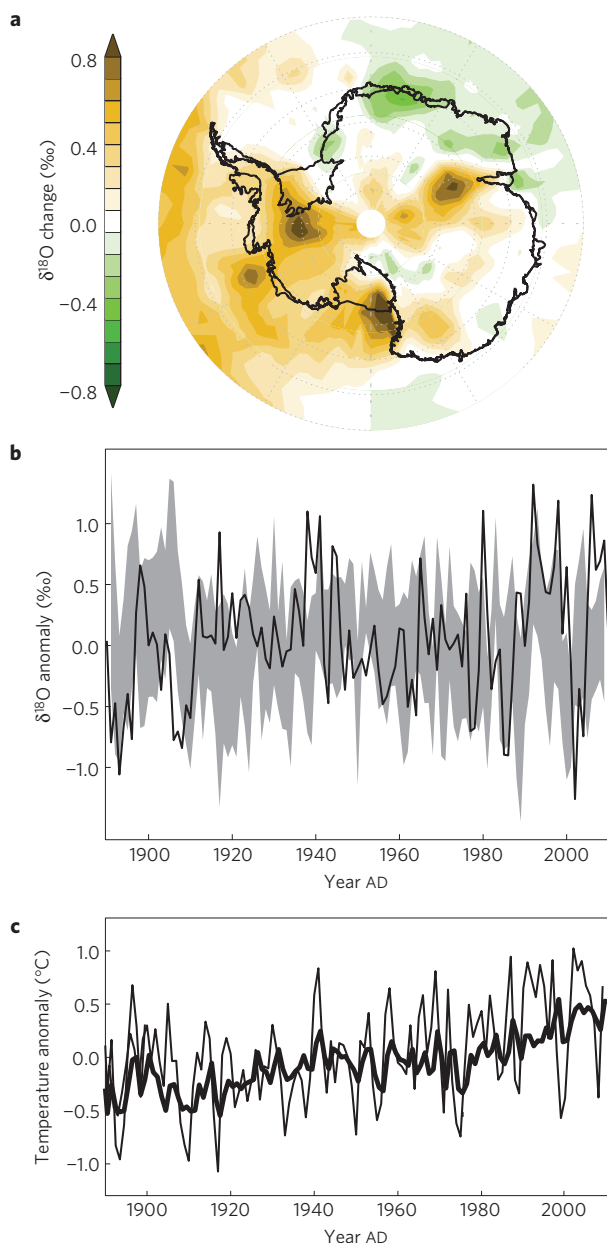 a
0.8
0.4
0.0
−0.4
−0.8
δ18O change (‰)
b
1.0
0.5
0.0
−0.5
−1.0
δ18O anomaly (‰)
1900 1920 1940 1960 1980 2000
Year AD
c
1.0
0.5
0.0
−0.5
−1.0
Temperature anomaly (°C)
1900 1920 1940 1960 1980 2000
Year AD